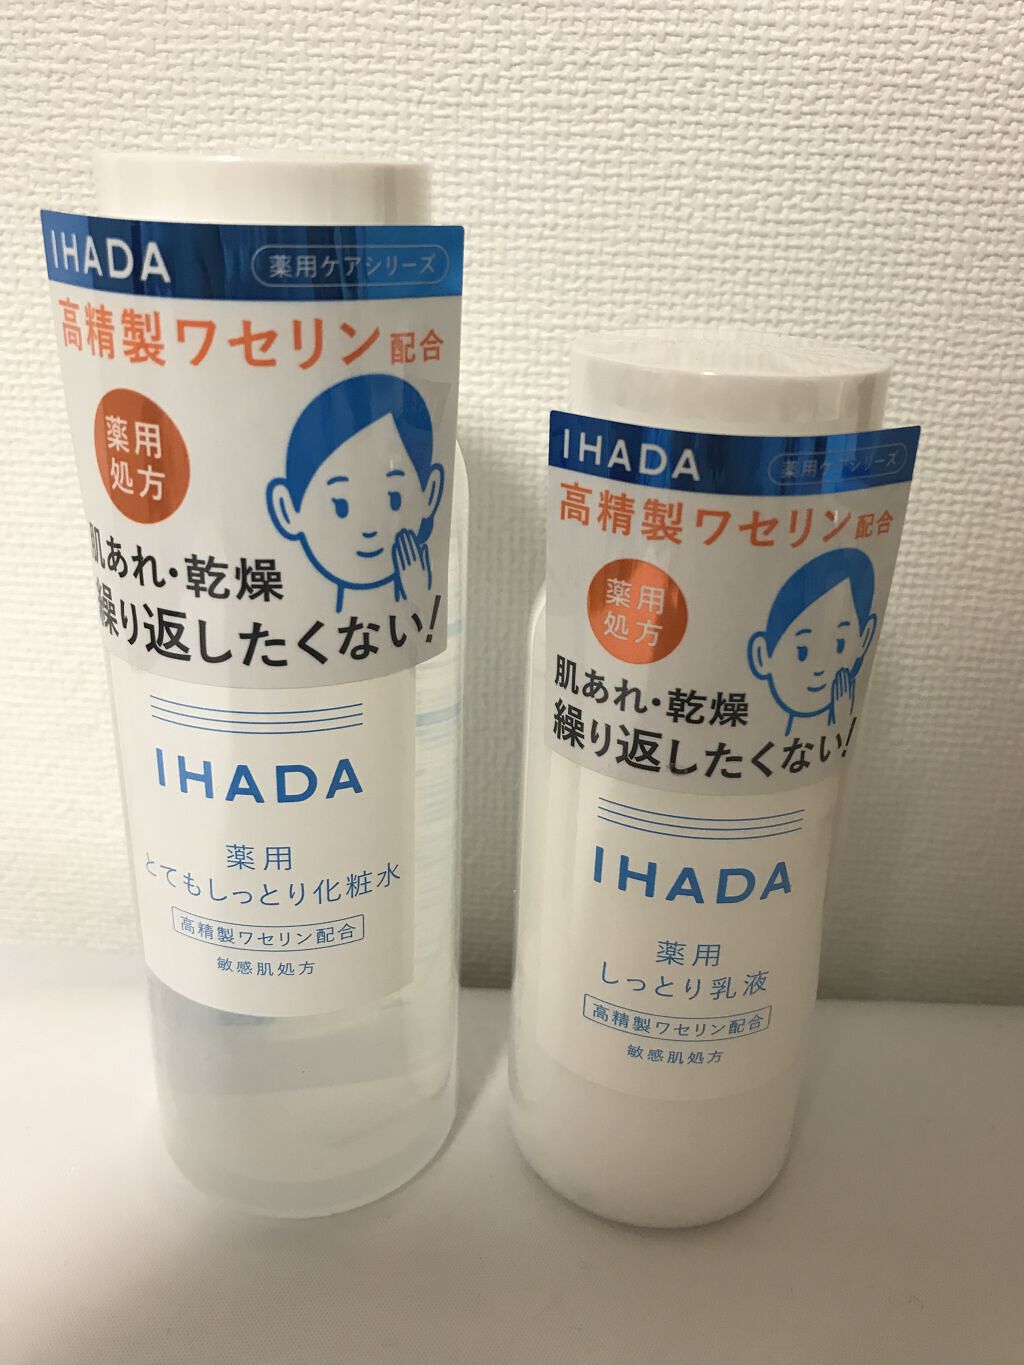 IHADA
薬用ケアシリーズ
高精製ワセリン配合
薬用
処方
肌あれ・乾燥
繰り返したくない!
IHADA
薬用
とてもしっとり化粧水
高精製ワセリン配合
敏感肌処方
IHADA
薬用ケアシリーズ
高精製ワセリン配合
薬用
処方
肌あれ・乾燥
繰り返したくない!
IHADA
薬用
しっとり乳液
高精製ワセリン配合
敏感肌処方